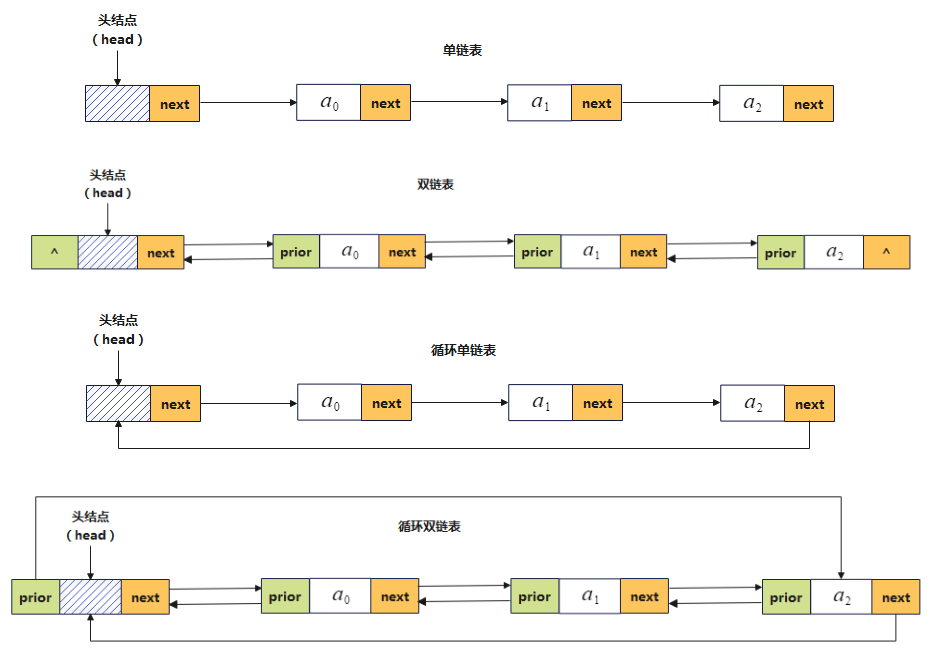 头结点
（head）
单链表
next a0 next a1 next a2 next
头结点
（head）
双链表
^ next prior a0 next prior a1 next prior a2 ^
头结点
（head）
循环单链表
next a0 next a1 next a2 next
头结点
（head）
循环双链表
prior next prior a0 next prior a1 next prior a2 next